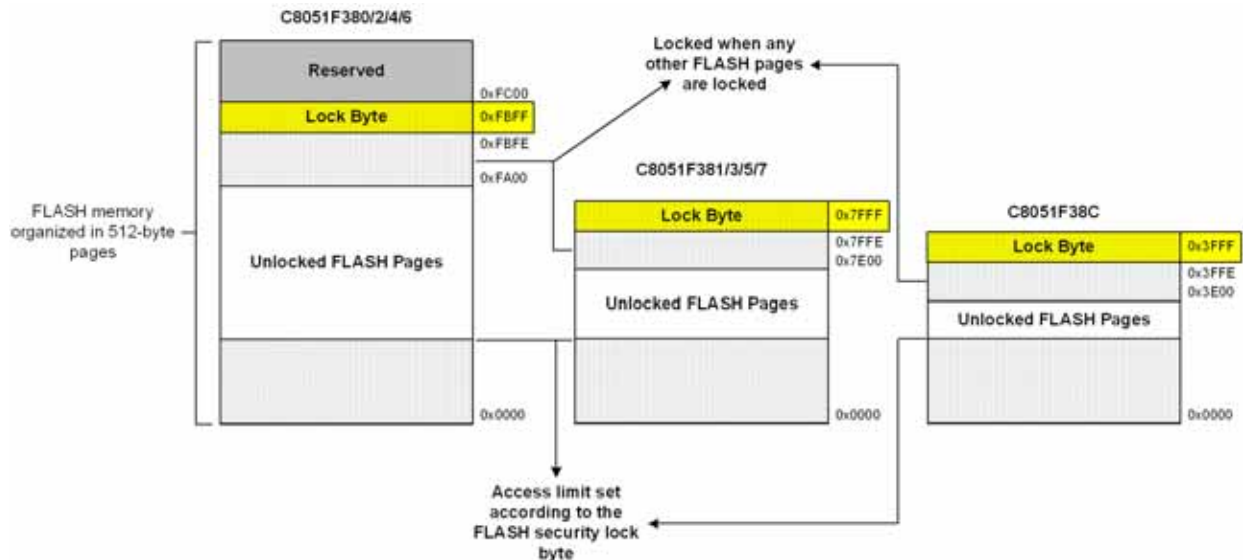 C8051F380/2/4/6
Reserved
0xFC00
Lock Byte
0xFBFF
0xFBFE
0xFA00
FLASH memory
organized in 512-byte
pages
Unlocked FLASH Pages
0x0000
Locked when any
other FLASH pages
are locked
C8051F381/3/5/7
Lock Byte
0x7FFF
0x7FFE
0x7E00
Unlocked FLASH Pages
0x0000
C8051F38C
Lock Byte
0x3FFF
0x3FFE
0x3E00
Unlocked FLASH Pages
0x0000
Access limit set
according to the
FLASH security lock
byte